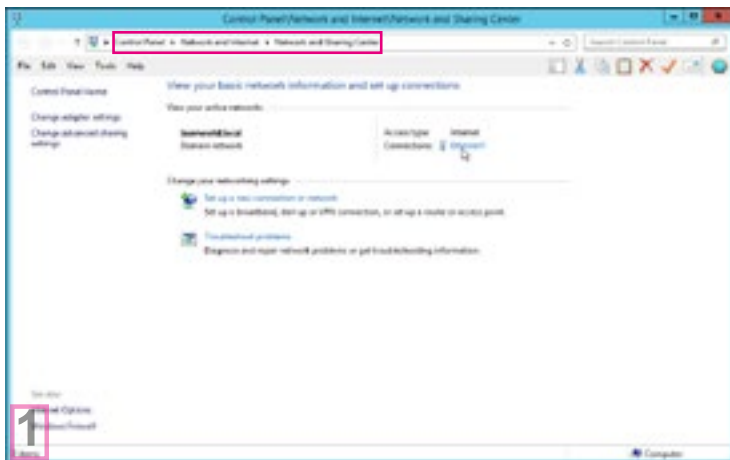 Control Panel\Network and Internet\Network and Sharing Center
Control Panel ▸ Network and Internet ▸ Network and Sharing Center
Search Control Panel
File Edit View Tools Help
Control Panel Home
Change adapter settings
Change advanced sharing
settings
View your basic network information and set up connections
View your active networks
Domain network
Access type: Internet
Connections:
Change your networking settings
Set up a new connection or network
Set up a broadband, dial-up or VPN connection, or set up a router or access point.
Troubleshoot problems
Diagnose and repair network problems or get troubleshooting information.
See also
Internet Options
Windows Firewall
1
Computer